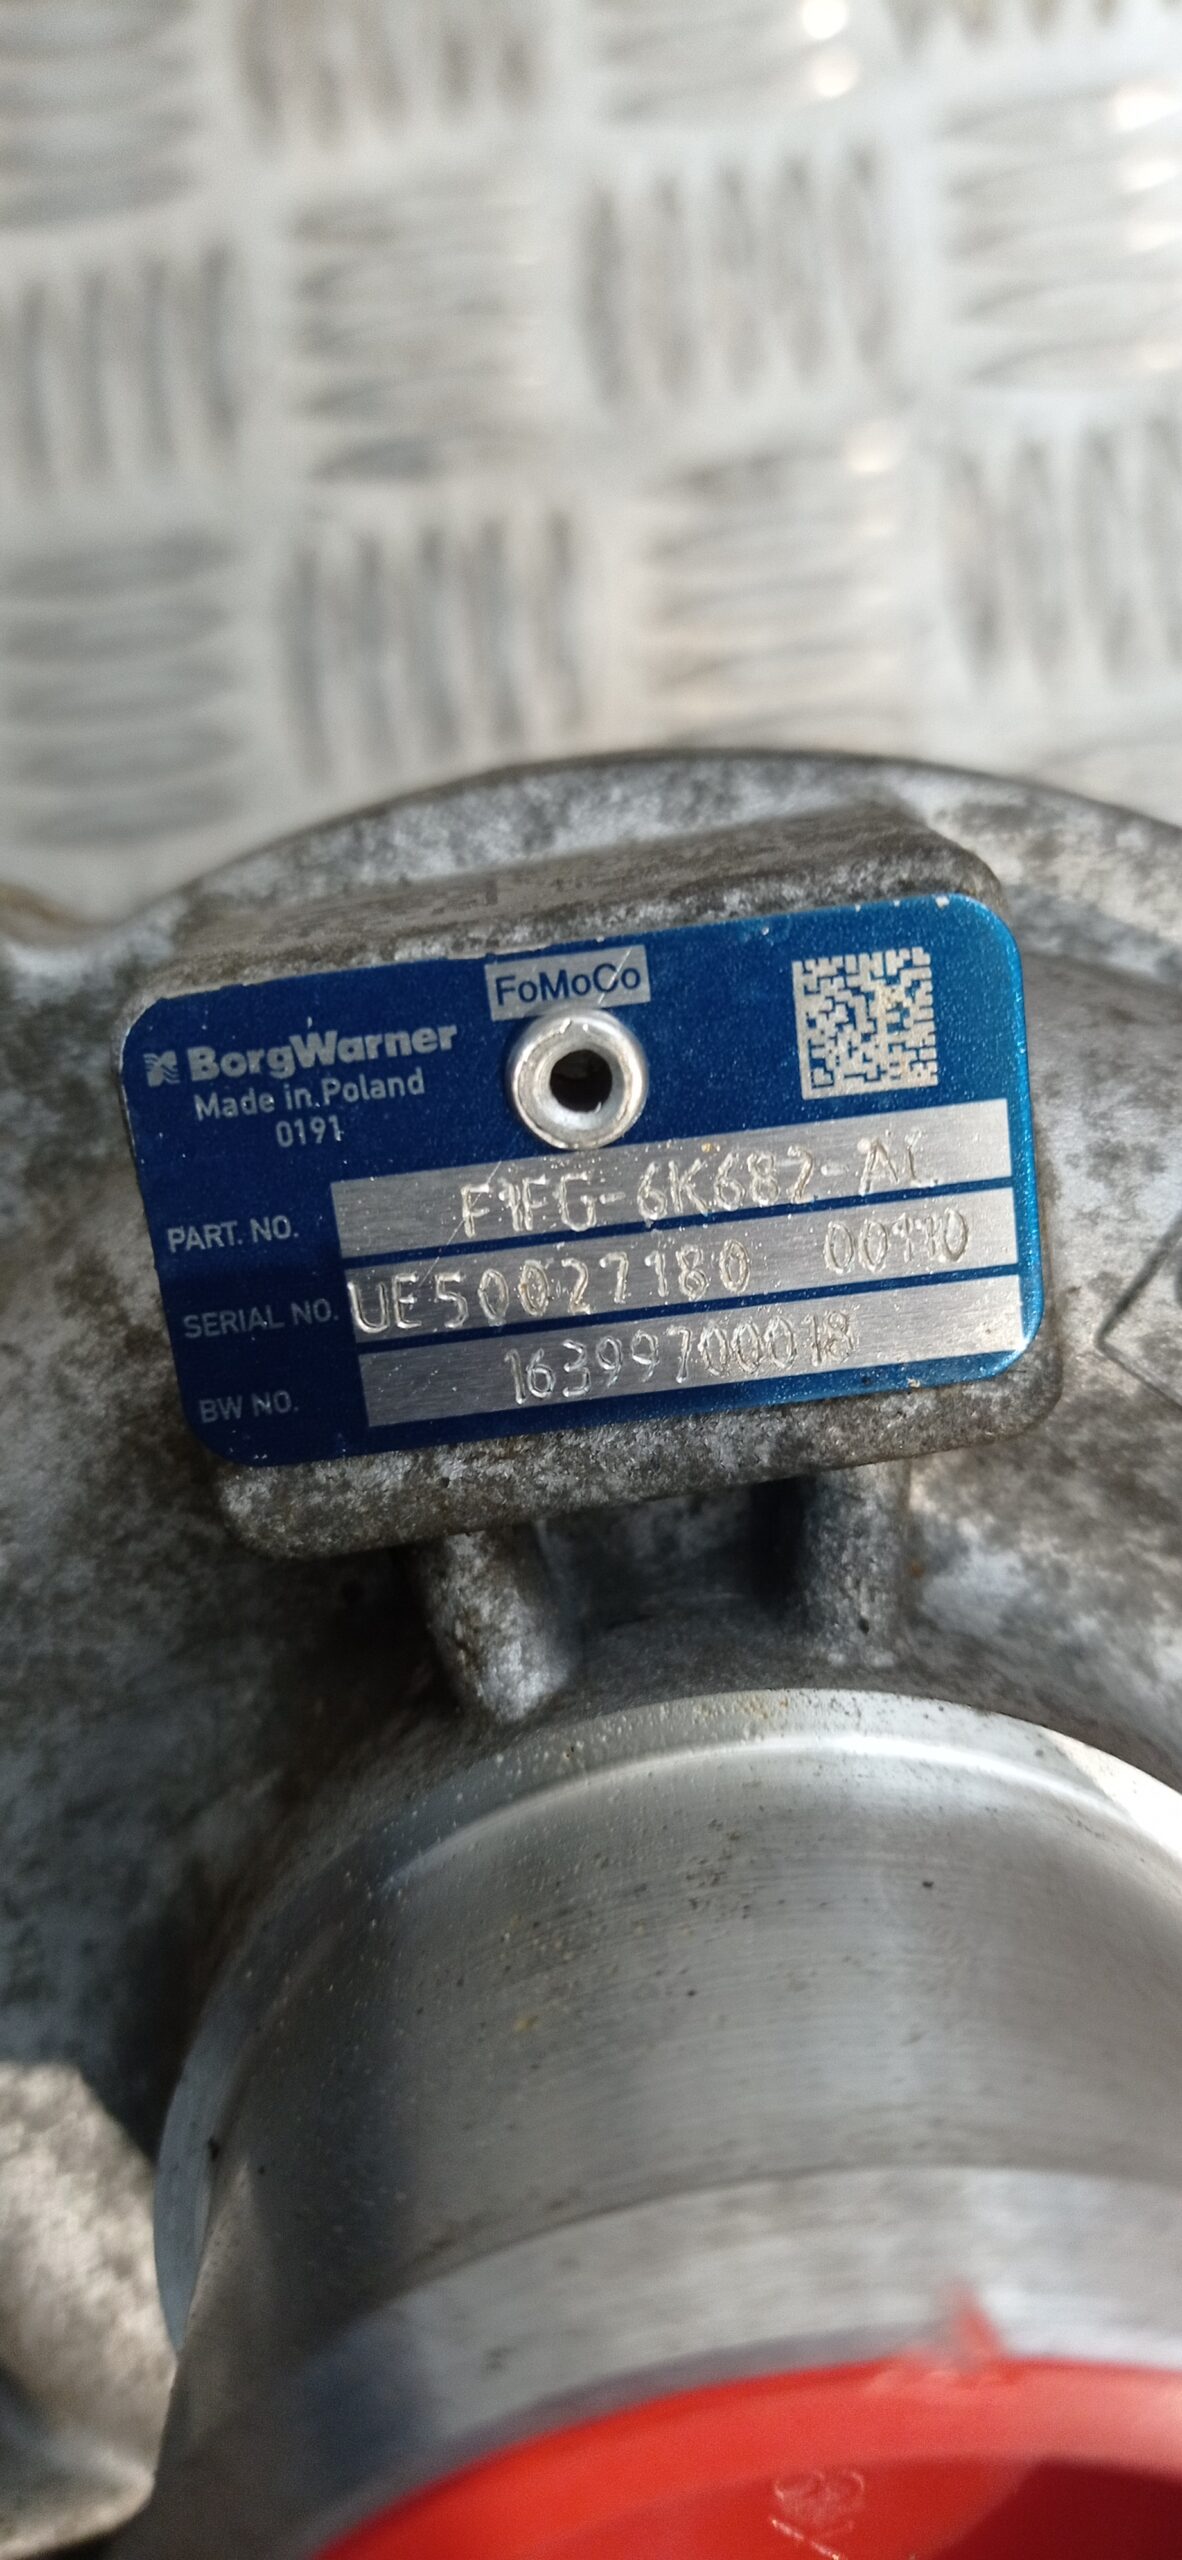 FoMoCo
BorgWarner
Made in Poland
0191
PART. NO. F1FG-6K682-AL
SERIAL NO. UE50027180 00110
BW NO. 16399700018